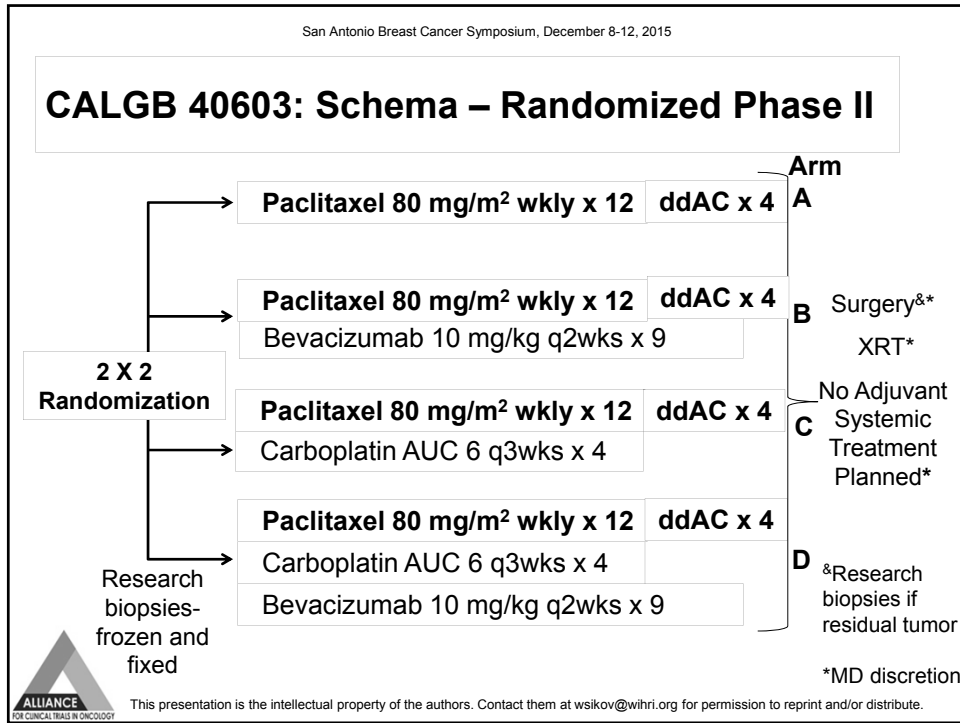 San Antonio Breast Cancer Symposium, December 8-12, 2015
CALGB 40603: Schema – Randomized Phase II
Arm
Paclitaxel 80 mg/m² wkly x 12 ddAC x 4 A
Paclitaxel 80 mg/m² wkly x 12 ddAC x 4 B
Bevacizumab 10 mg/kg q2wks x 9
2 X 2
Randomization
Paclitaxel 80 mg/m² wkly x 12 ddAC x 4 C
Carboplatin AUC 6 q3wks x 4
Paclitaxel 80 mg/m² wkly x 12 ddAC x 4
Carboplatin AUC 6 q3wks x 4 D
Bevacizumab 10 mg/kg q2wks x 9
Surgery&*
XRT*
No Adjuvant
Systemic
Treatment
Planned*
Research
biopsies-
frozen and
fixed
&Research
biopsies if
residual tumor
*MD discretion
ALLIANCE
FOR CLINICAL TRIALS IN ONCOLOGY
This presentation is the intellectual property of the authors. Contact them at wsikov@wihri.org for permission to reprint and/or distribute.